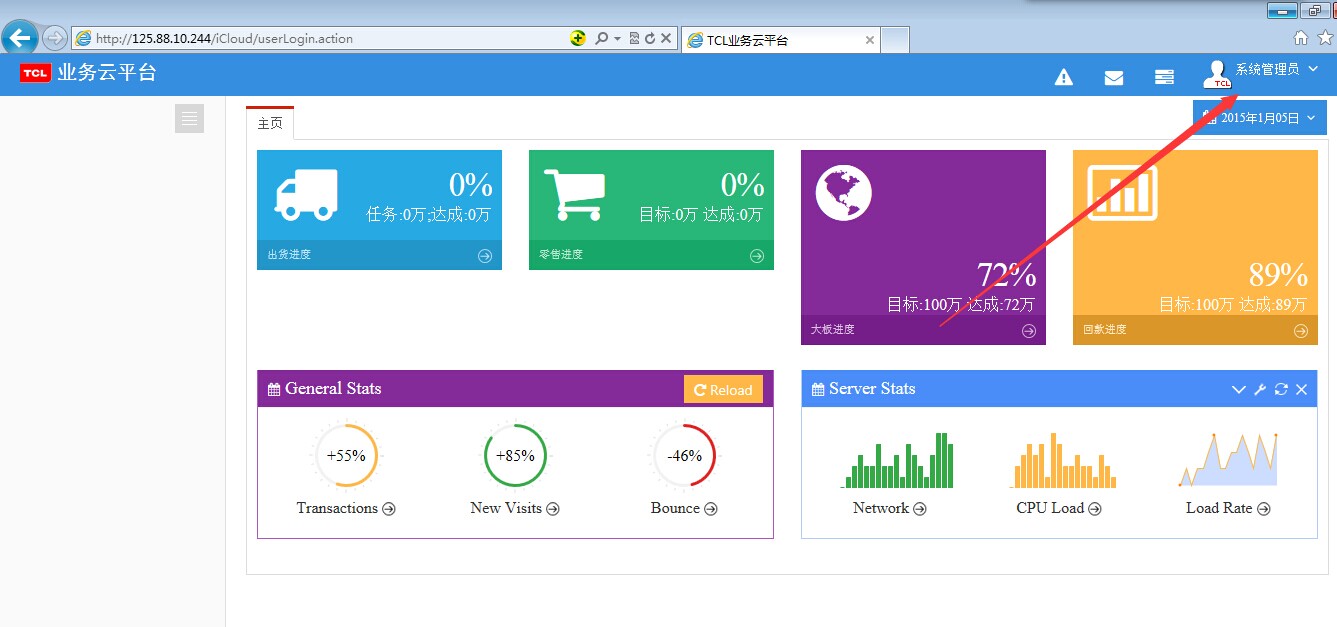 http://125.88.10.244/iCloud/userLogin.action
TCL业务云平台
TCL 业务云平台
TCL
系统管理员
主页
2015年1月05日
0%
任务:0万;达成:0万
出货进度
0%
目标:0万 达成:0万
零售进度
72%
目标:100万 达成:72万
大板进度
89%
目标:100万 达成:89万
回款进度
General Stats
Reload
Server Stats
+55%
+85%
-46%
Transactions
New Visits
Bounce
Network
CPU Load
Load Rate